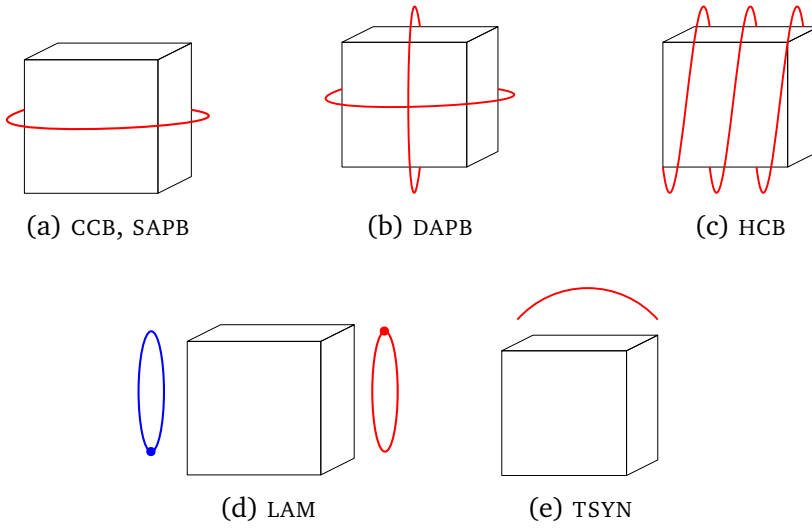 (a) CCB, SAPB
(b) DAPB
(c) HCB
(d) LAM
(e) TSYN